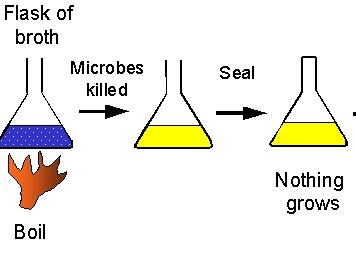 Flask of
broth
Microbes
killed
Seal
Boil
Nothing
grows